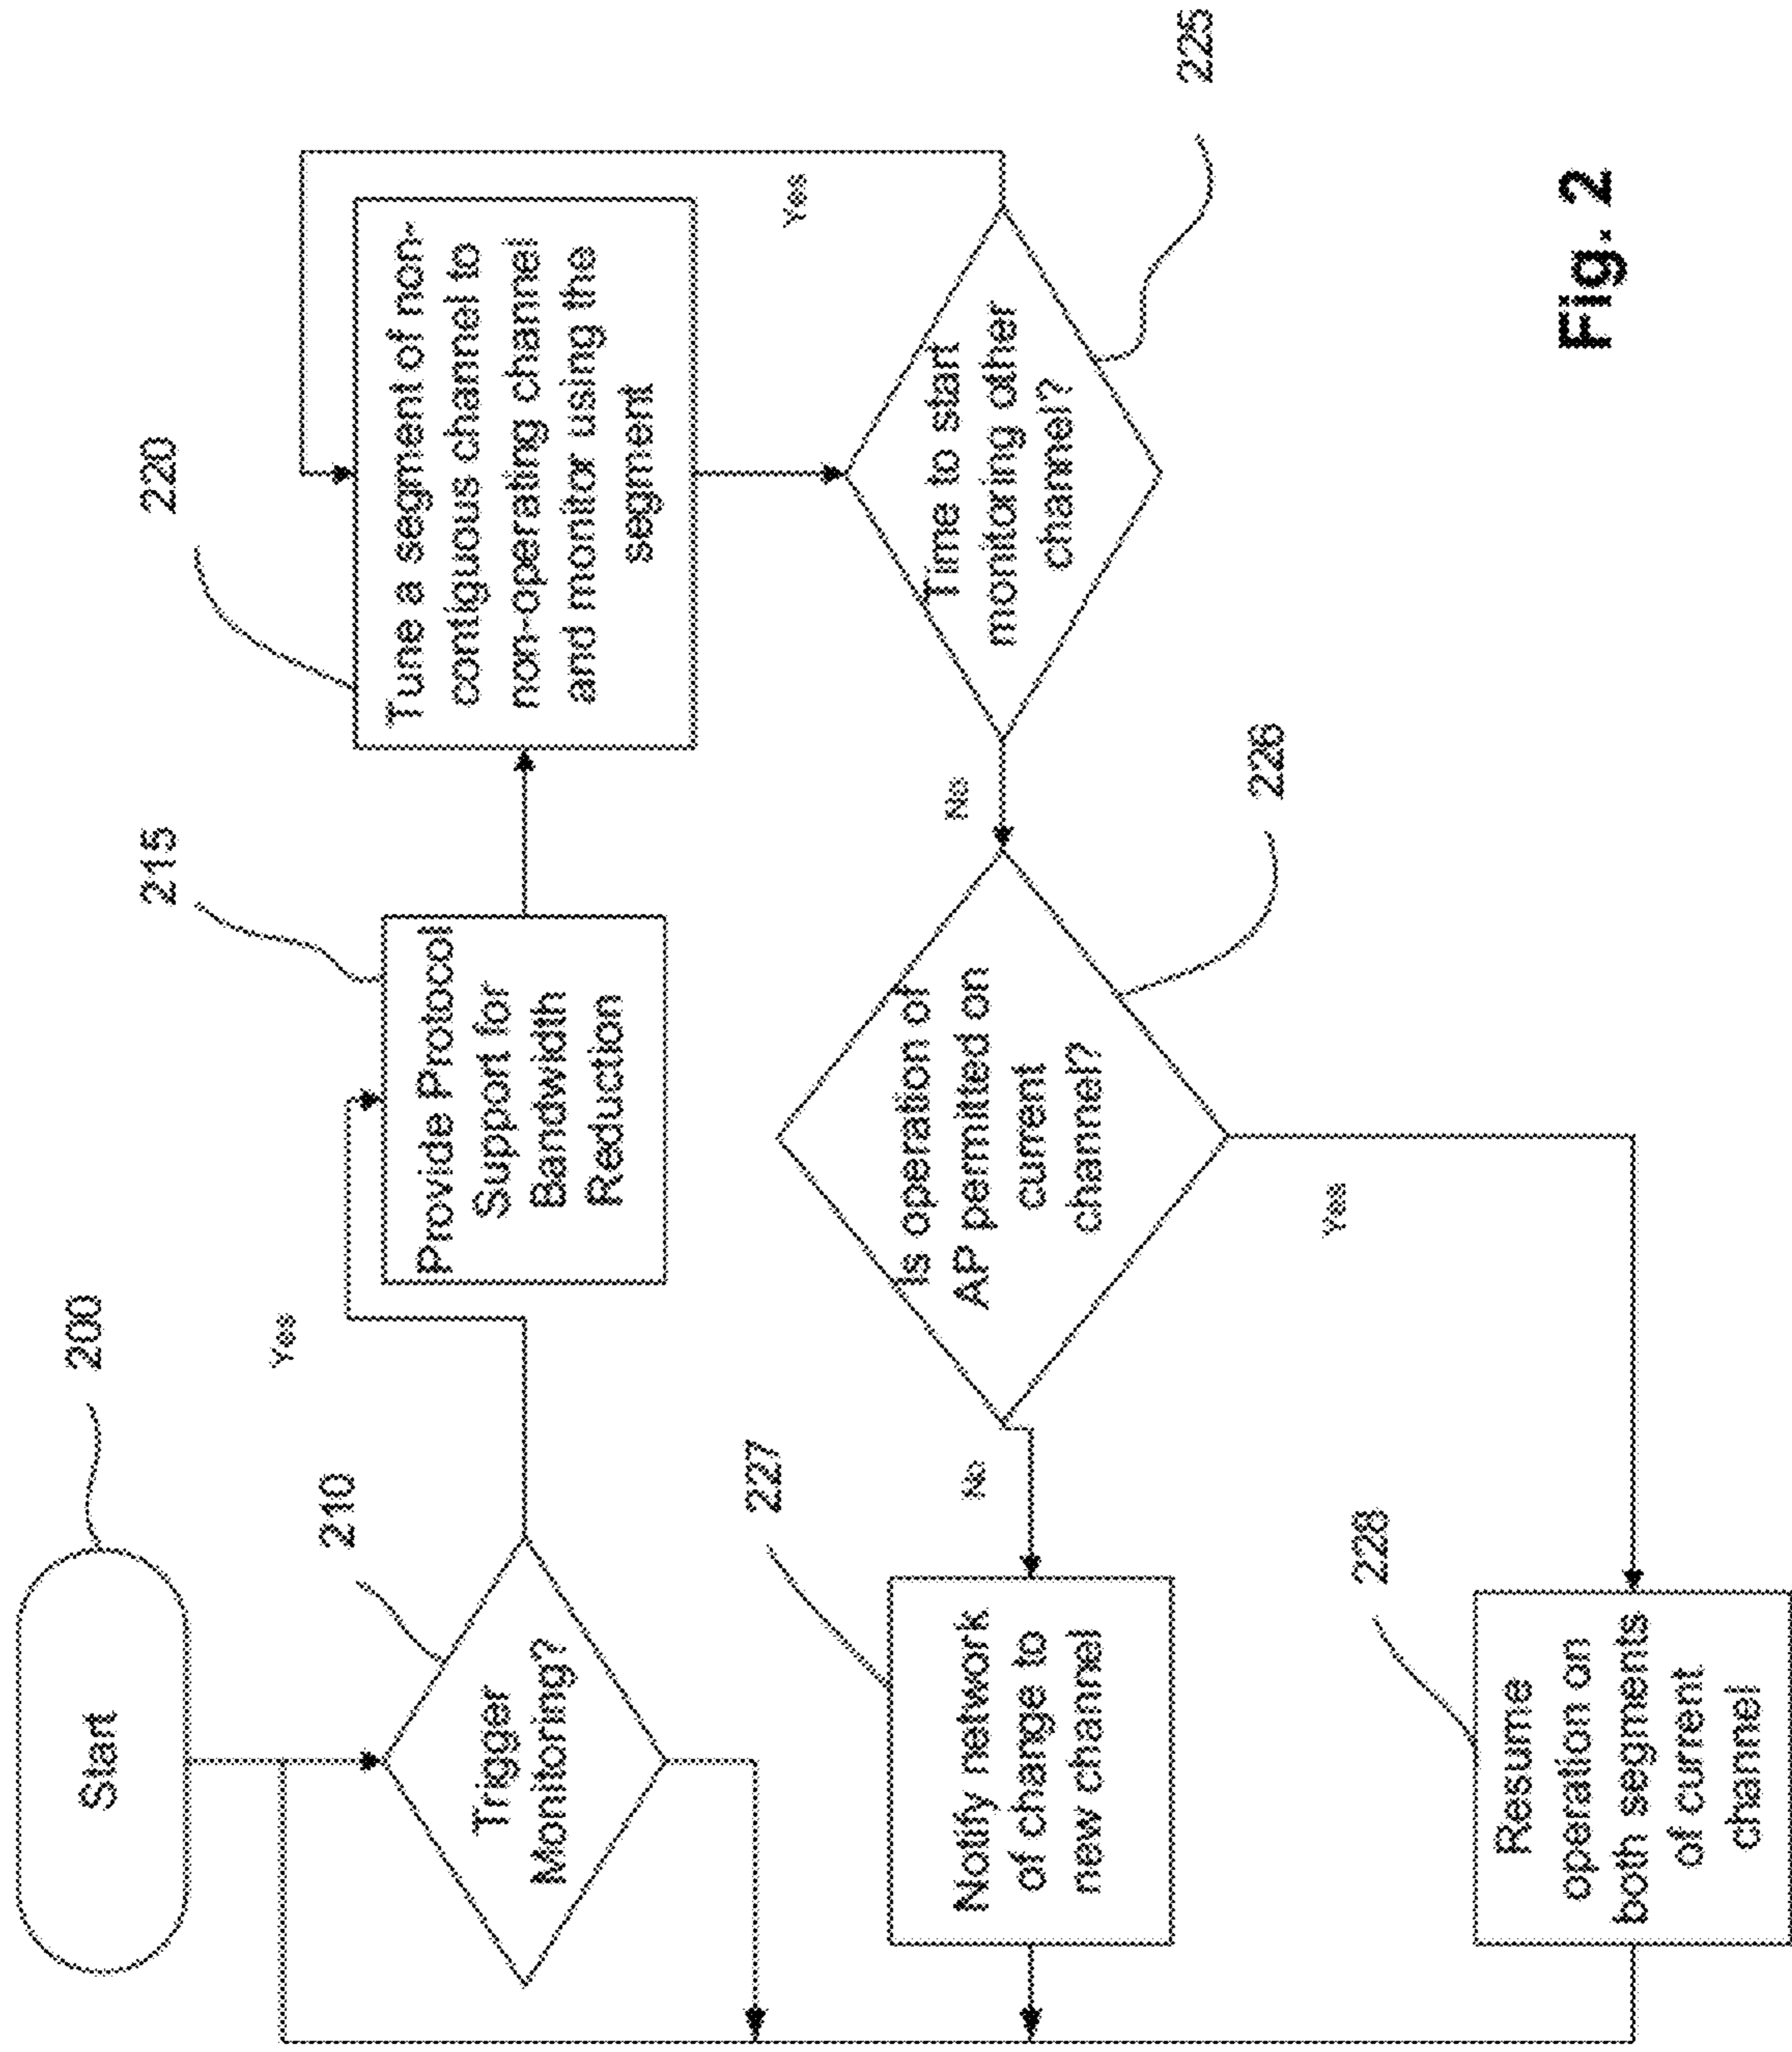 200
Start
210
Trigger
Monitoring?
Yes
215
Provide Protocol
Support for
Bandwidth
Reduction
220
Tune a segment of non-
contiguous channel to
non-operating channel
and monitor using the
segment
Yes
225
Time to start
monitoring other
channel?
No
226
Is operation of
AP permitted on
current
channel?
No
227
Notify network
of change to
new channel
Yes
228
Resume
operation on
both segments
of current
channel
Fig. 2